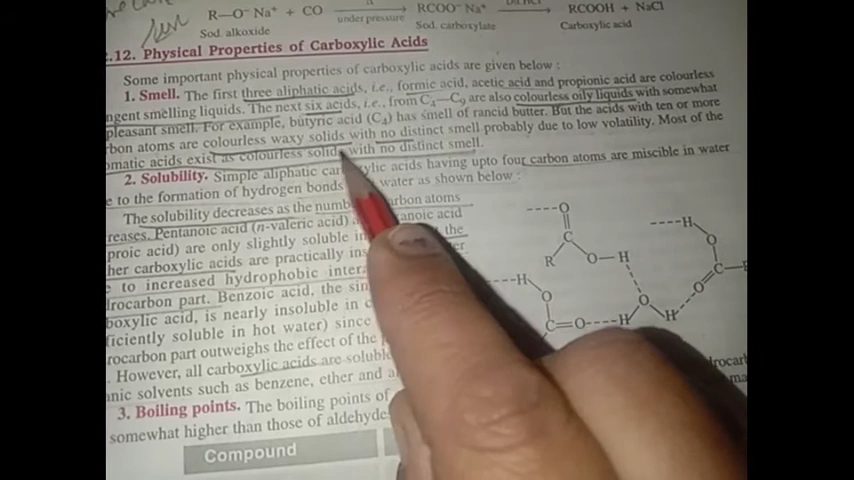 R—O⁻ Na⁺ + CO under pressure RCOO⁻ Na⁺ RCOOH + NaCl
Sod. alkoxide Sod. carboxylate Carboxylic acid
.12. Physical Properties of Carboxylic Acids
Some important physical properties of carboxylic acids are given below :
1. Smell. The first three aliphatic acids, i.e., formic acid, acetic acid and propionic acid are colourless
ngent smelling liquids. The next six acids, i.e., from C₄—C₉ are also colourless oily liquids with somewhat
pleasant smell. For example, butyric acid (C₄) has smell of rancid butter. But the acids with ten or more
rbon atoms are colourless waxy solids with no distinct smell probably due to low volatility. Most of the
omatic acids exist as colourless solids with no distinct smell.
2. Solubility. Simple aliphatic carboxylic acids having upto four carbon atoms are miscible in water
e to the formation of hydrogen bonds water as shown below :
The solubility decreases as the carbon atoms
reases. Pentanoic acid (n-valeric acid) anoic acid
proic acid) are only slightly soluble in the
her carboxylic acids are practically
e to increased hydrophobic
rocarbon part. Benzoic acid, the
boxylic acid, is nearly insoluble in
ficiently soluble in hot water) since
rocarbon part outweighs the effect of the
. However, all carboxylic acids are soluble
nic solvents such as benzene, ether and
3. Boiling points. The boiling points of
somewhat higher than those of aldehyde
Compound
O
H
C
O
R
O—H
H
C
O
O
H
O
H
C=O